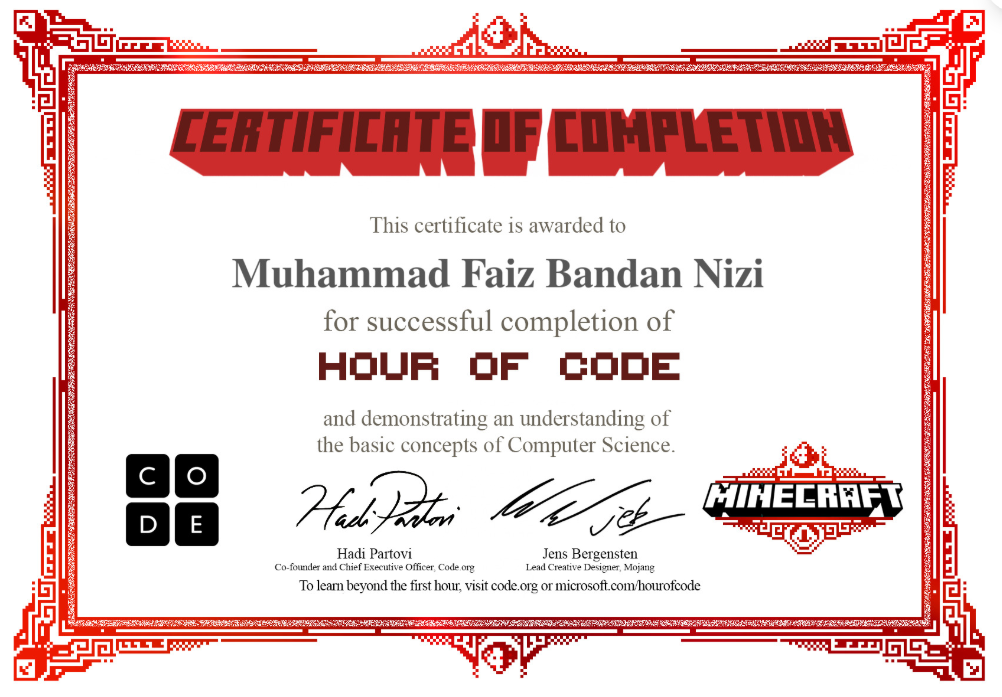 CERTIFICATE OF COMPLETION
This certificate is awarded to
Muhammad Faiz Bandan Nizi
for successful completion of
HOUR OF CODE
and demonstrating an understanding of
the basic concepts of Computer Science.
C O
D E
Hadi Partovi
jeb
MINECRAFT
Hadi Partovi
Co-founder and Chief Executive Officer, Code.org
Jens Bergensten
Lead Creative Designer, Mojang
To learn beyond the first hour, visit code.org or microsoft.com/hourofcode